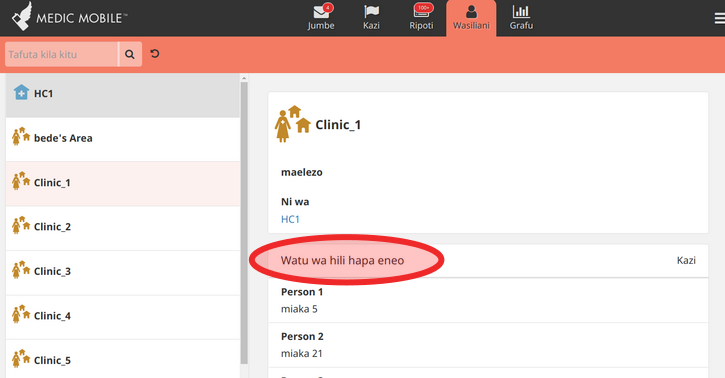 MEDIC MOBILE™
4
100+
Jumbe
Kazi
Ripoti
Wasiliani
Grafu
Tafuta kila kitu
HC1
bede's Area
Clinic_1
Clinic_2
Clinic_3
Clinic_4
Clinic_5
Clinic_1
maelezo
Ni wa
HC1
Watu wa hili hapa eneo
Kazi
Person 1
miaka 5
Person 2
miaka 21